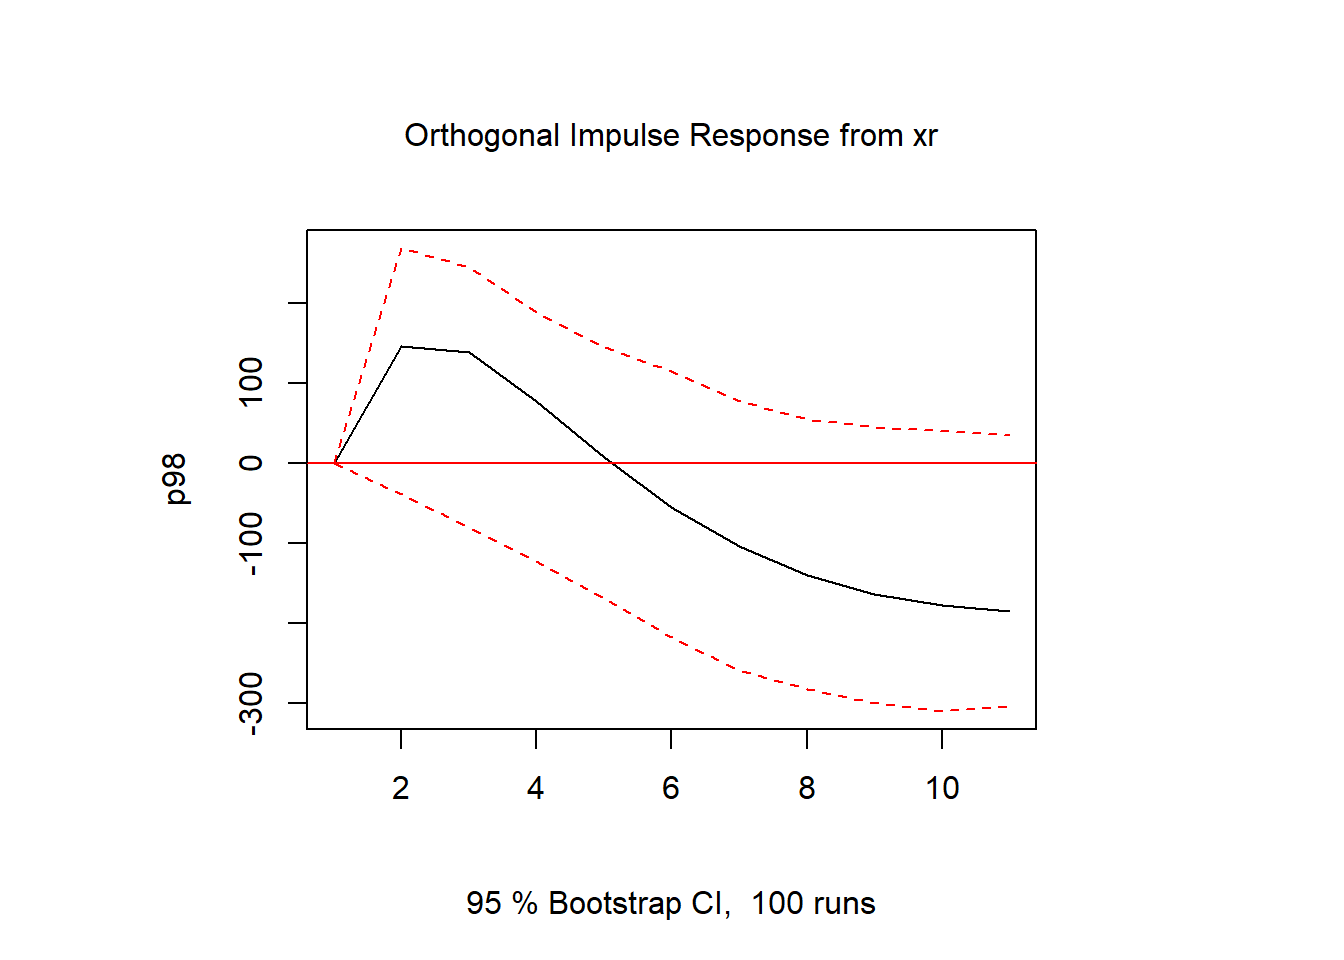 Orthogonal Impulse Response from xr
p98
100
0
-100
-300
2 4 6 8 10
95 % Bootstrap CI,  100 runs